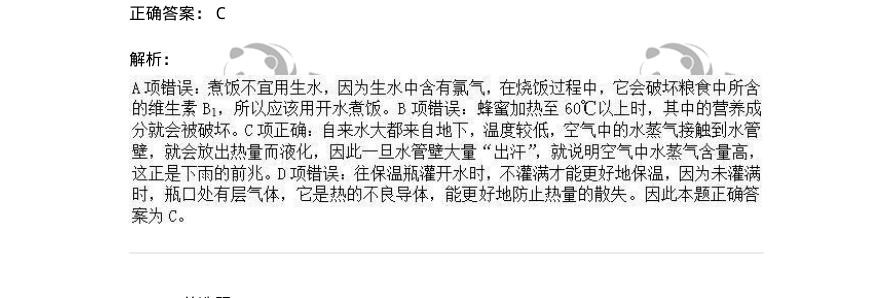 正确答案: C
解析:
A 项错误：煮饭不宜用生水，因为生水中含有氯气，在烧饭过程中，它会破坏粮食中所含
的维生素 B₁，所以应该用开水煮饭。B 项错误：蜂蜜加热至 60℃以上时，其中的营养成
分就会被破坏。C 项正确：自来水大都来自地下，温度较低，空气中的水蒸气接触到水管
壁，就会放出热量而液化，因此一旦水管壁大量“出汗”，就说明空气中水蒸气含量高，
这正是下雨的前兆。D 项错误：往保温瓶灌开水时，不灌满才能更好地保温，因为未灌满
时，瓶口处有层气体，它是热的不良导体，能更好地防止热量的散失。因此本题正确答
案为 C。